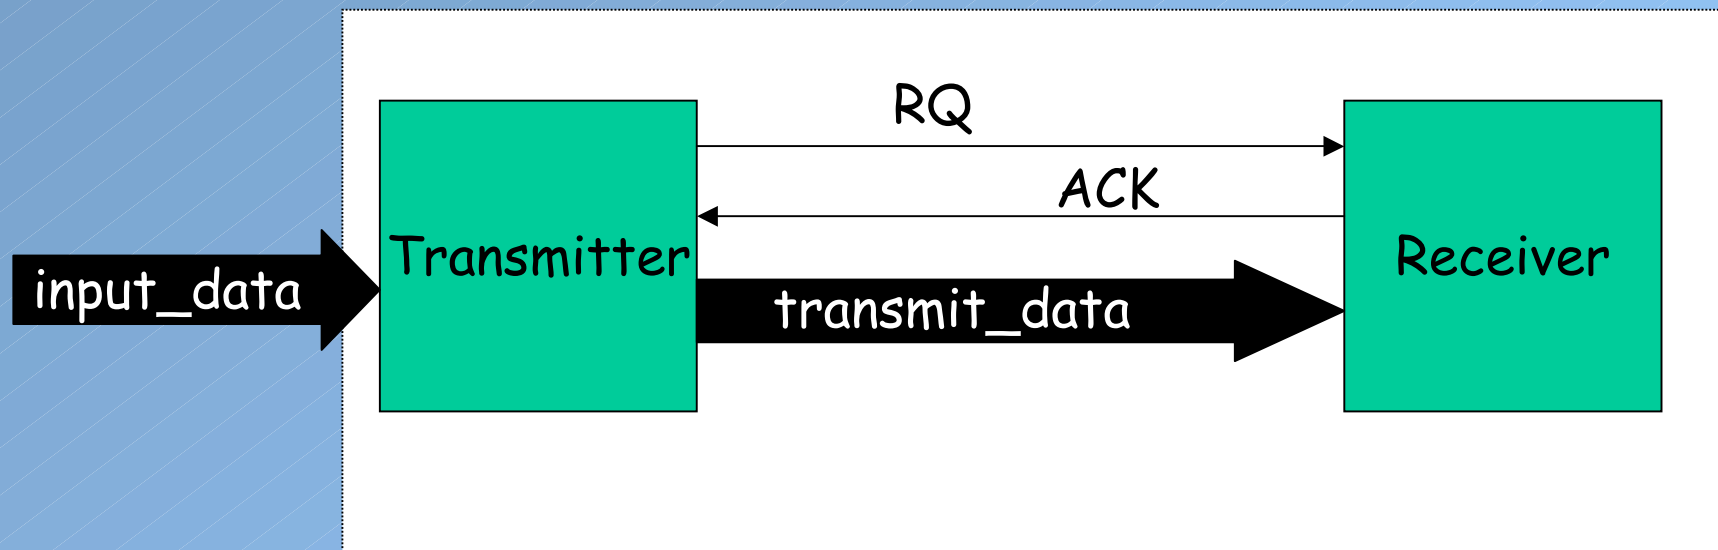 RQ
ACK
Transmitter
Receiver
input_data
transmit_data